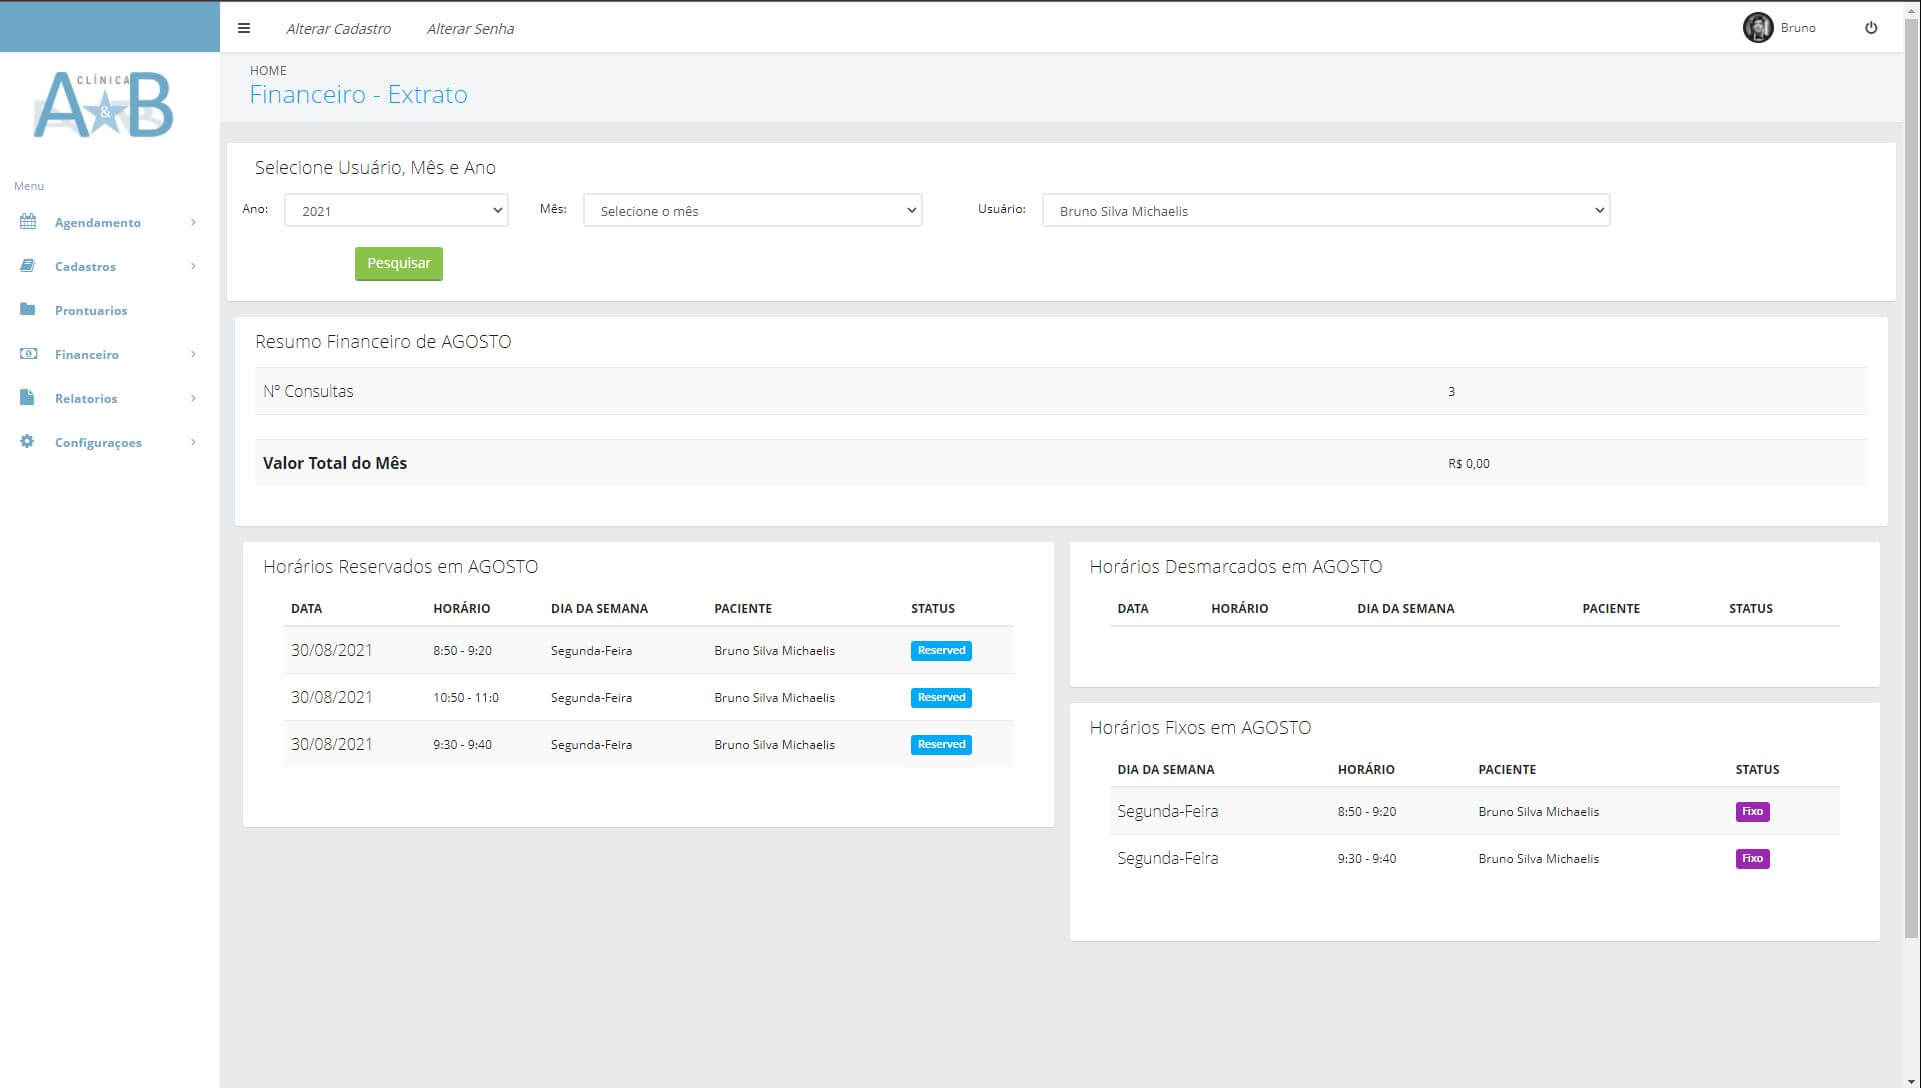 Alterar Cadastro Alterar Senha Bruno
CLÍNICA
A&B
HOME
Financeiro - Extrato
Menu
Agendamento
Cadastros
Prontuarios
Financeiro
Relatorios
Configuraçoes
Selecione Usuário, Mês e Ano
Ano: 2021 Mês: Selecione o mês Usuário: Bruno Silva Michaelis
Pesquisar
Resumo Financeiro de AGOSTO
Nº Consultas 3
Valor Total do Mês R$ 0,00
Horários Reservados em AGOSTO
DATA HORÁRIO DIA DA SEMANA PACIENTE STATUS
30/08/2021 8:50 - 9:20 Segunda-Feira Bruno Silva Michaelis Reserved
30/08/2021 10:50 - 11:0 Segunda-Feira Bruno Silva Michaelis Reserved
30/08/2021 9:30 - 9:40 Segunda-Feira Bruno Silva Michaelis Reserved
Horários Desmarcados em AGOSTO
DATA HORÁRIO DIA DA SEMANA PACIENTE STATUS
Horários Fixos em AGOSTO
DIA DA SEMANA HORÁRIO PACIENTE STATUS
Segunda-Feira 8:50 - 9:20 Bruno Silva Michaelis Fixo
Segunda-Feira 9:30 - 9:40 Bruno Silva Michaelis Fixo